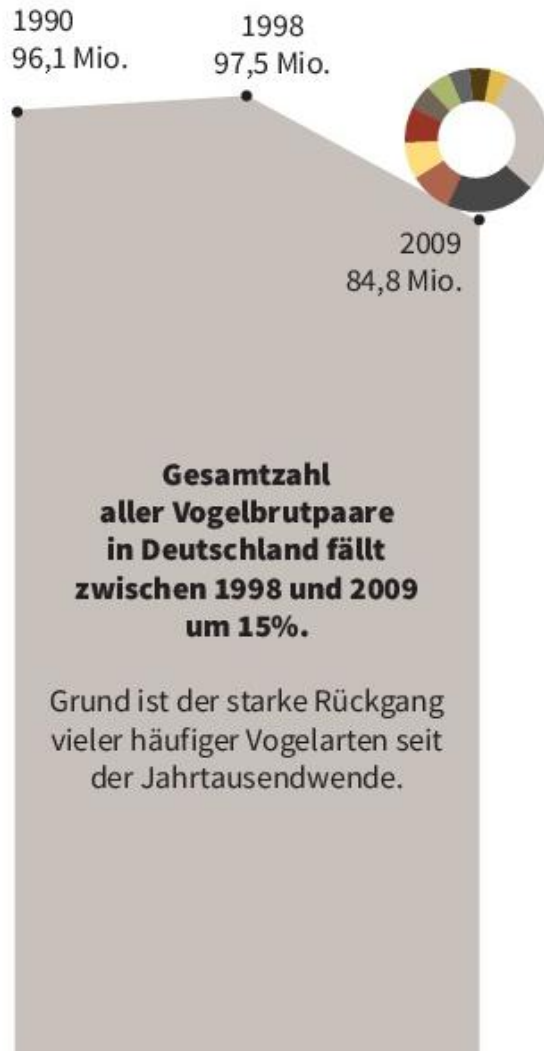 1990
96,1 Mio.
1998
97,5 Mio.
2009
84,8 Mio.
Gesamtzahl
aller Vogelbrutpaare
in Deutschland fällt
zwischen 1998 und 2009
um 15%.
Grund ist der starke Rückgang
vieler häufiger Vogelarten seit
der Jahrtausendwende.